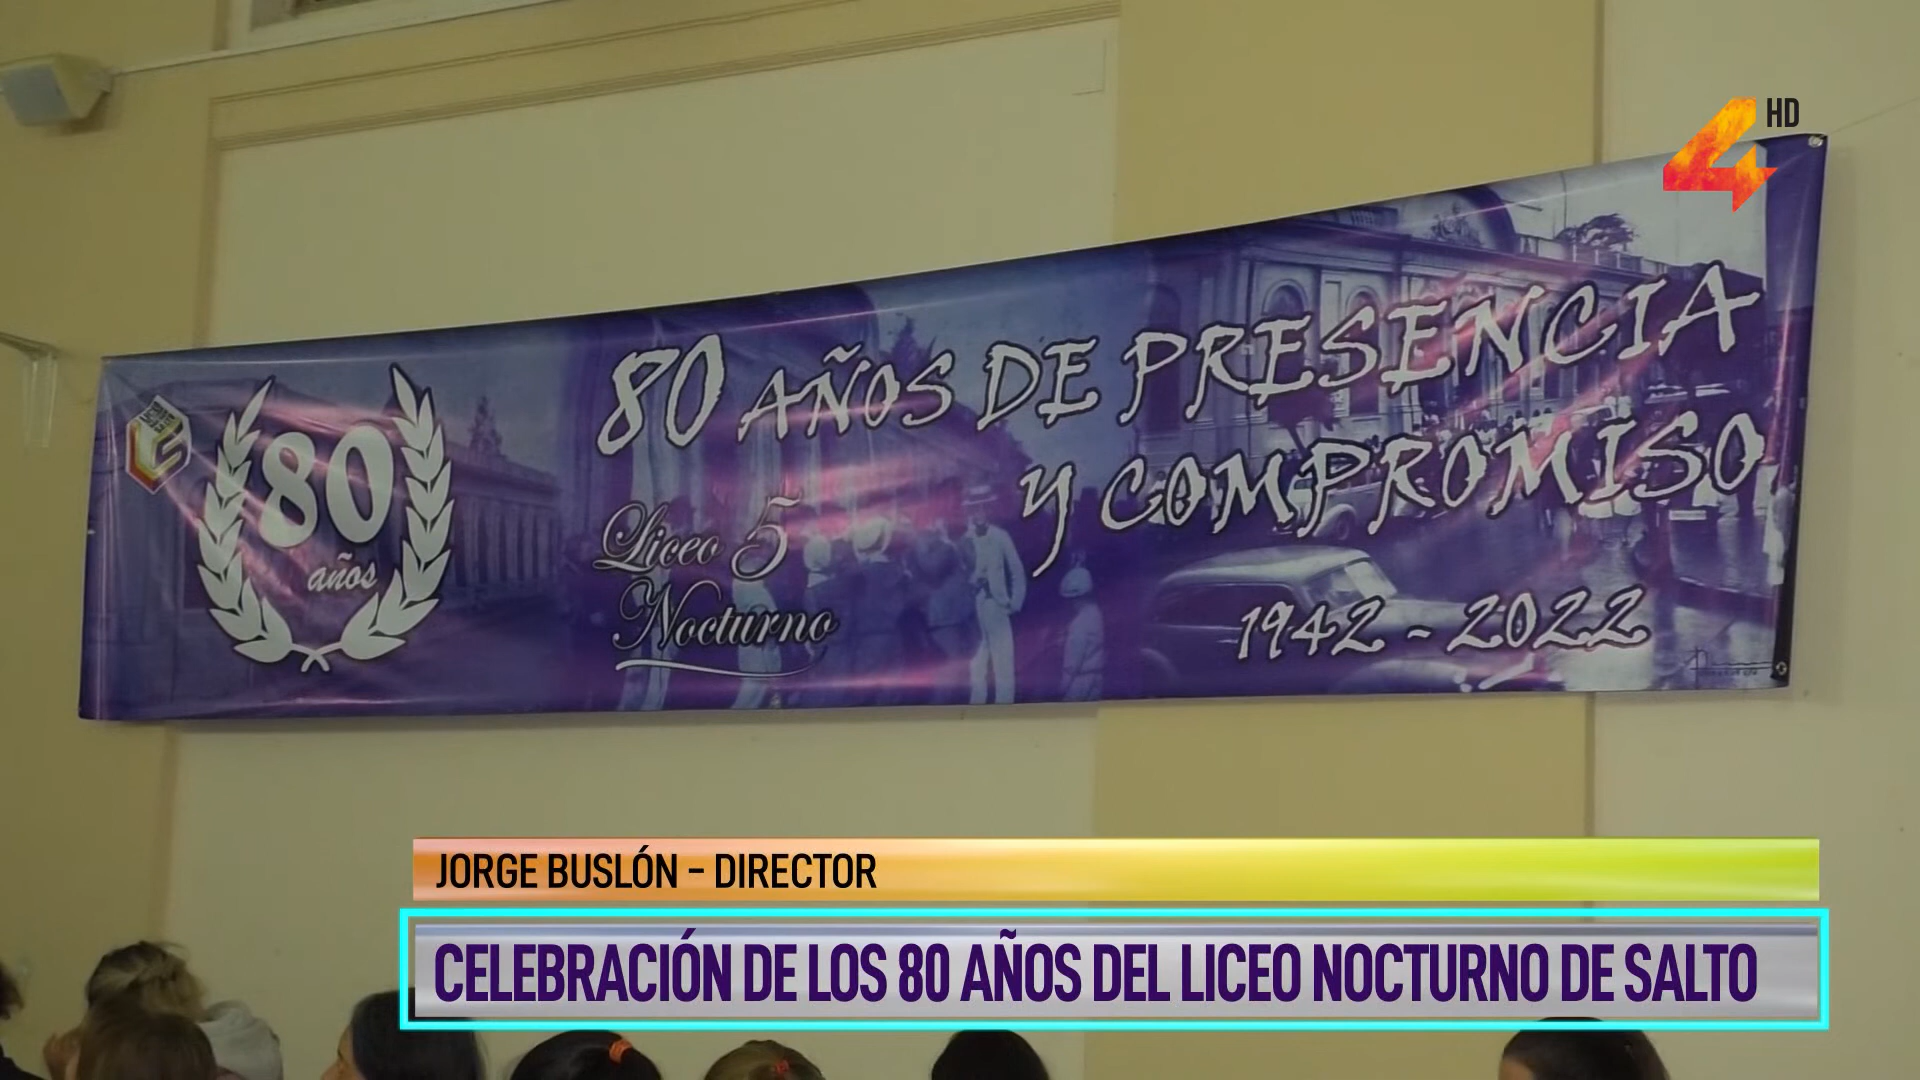 4 HD
80 AÑOS DE PRESENCIA
Y COMPROMISO
80
años
Liceo 5
Nocturno
1942 - 2022
JORGE BUSLÓN - DIRECTOR
CELEBRACIÓN DE LOS 80 AÑOS DEL LICEO NOCTURNO DE SALTO